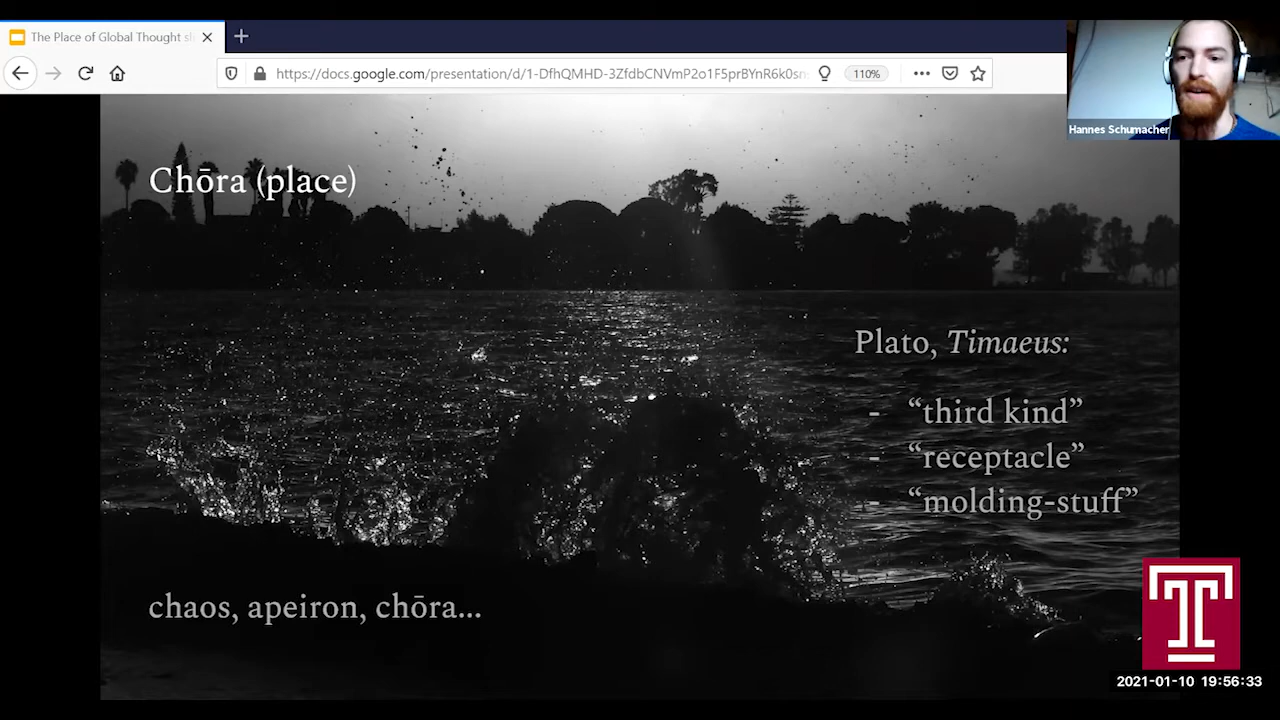 The Place of Global Thought sl
https://docs.google.com/presentation/d/1-DfhQMHD-3ZfdbCNVmP2o1F5prBYnR6k0sn
110%
Hannes Schumacher
Chōra (place)
Plato, Timaeus:
- “third kind”
- “receptacle”
- “molding-stuff”
chaos, apeiron, chōra...
T
2021-01-10 19:56:33